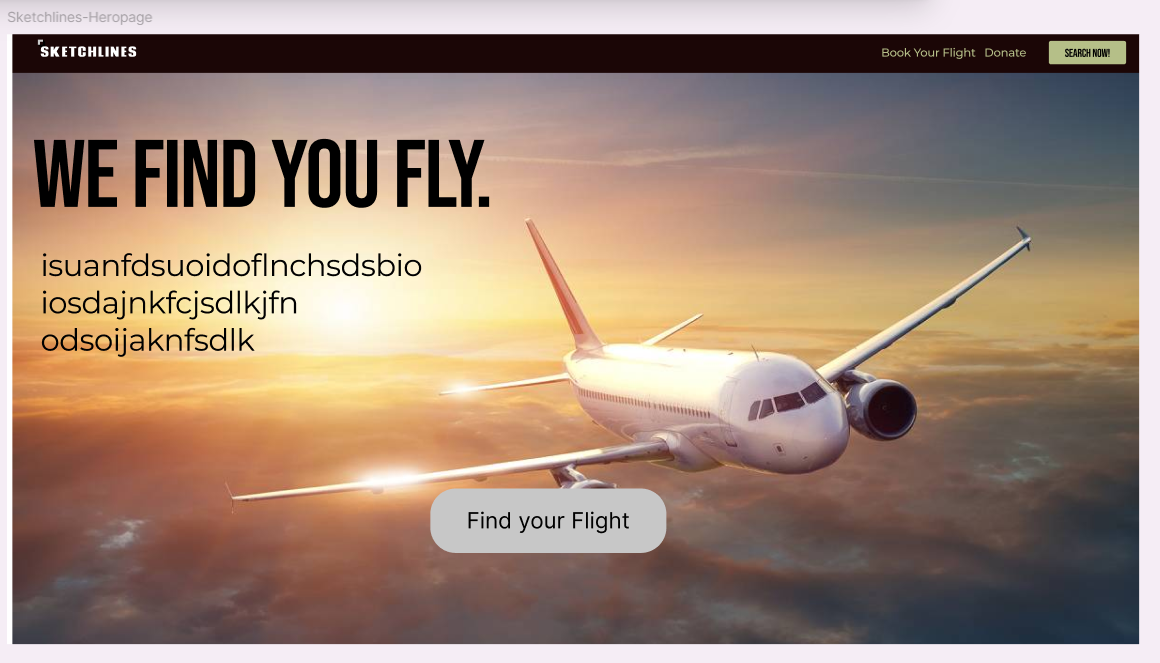 Sketchlines-Heropage
SKETCHLINES
Book Your Flight Donate SEARCH NOW!
WE FIND YOU FLY.
isuanfdsuoidoflnchsdsbio
iosdajnkfcjsdlkjfn
odsoijaknfsdlk
Find your Flight